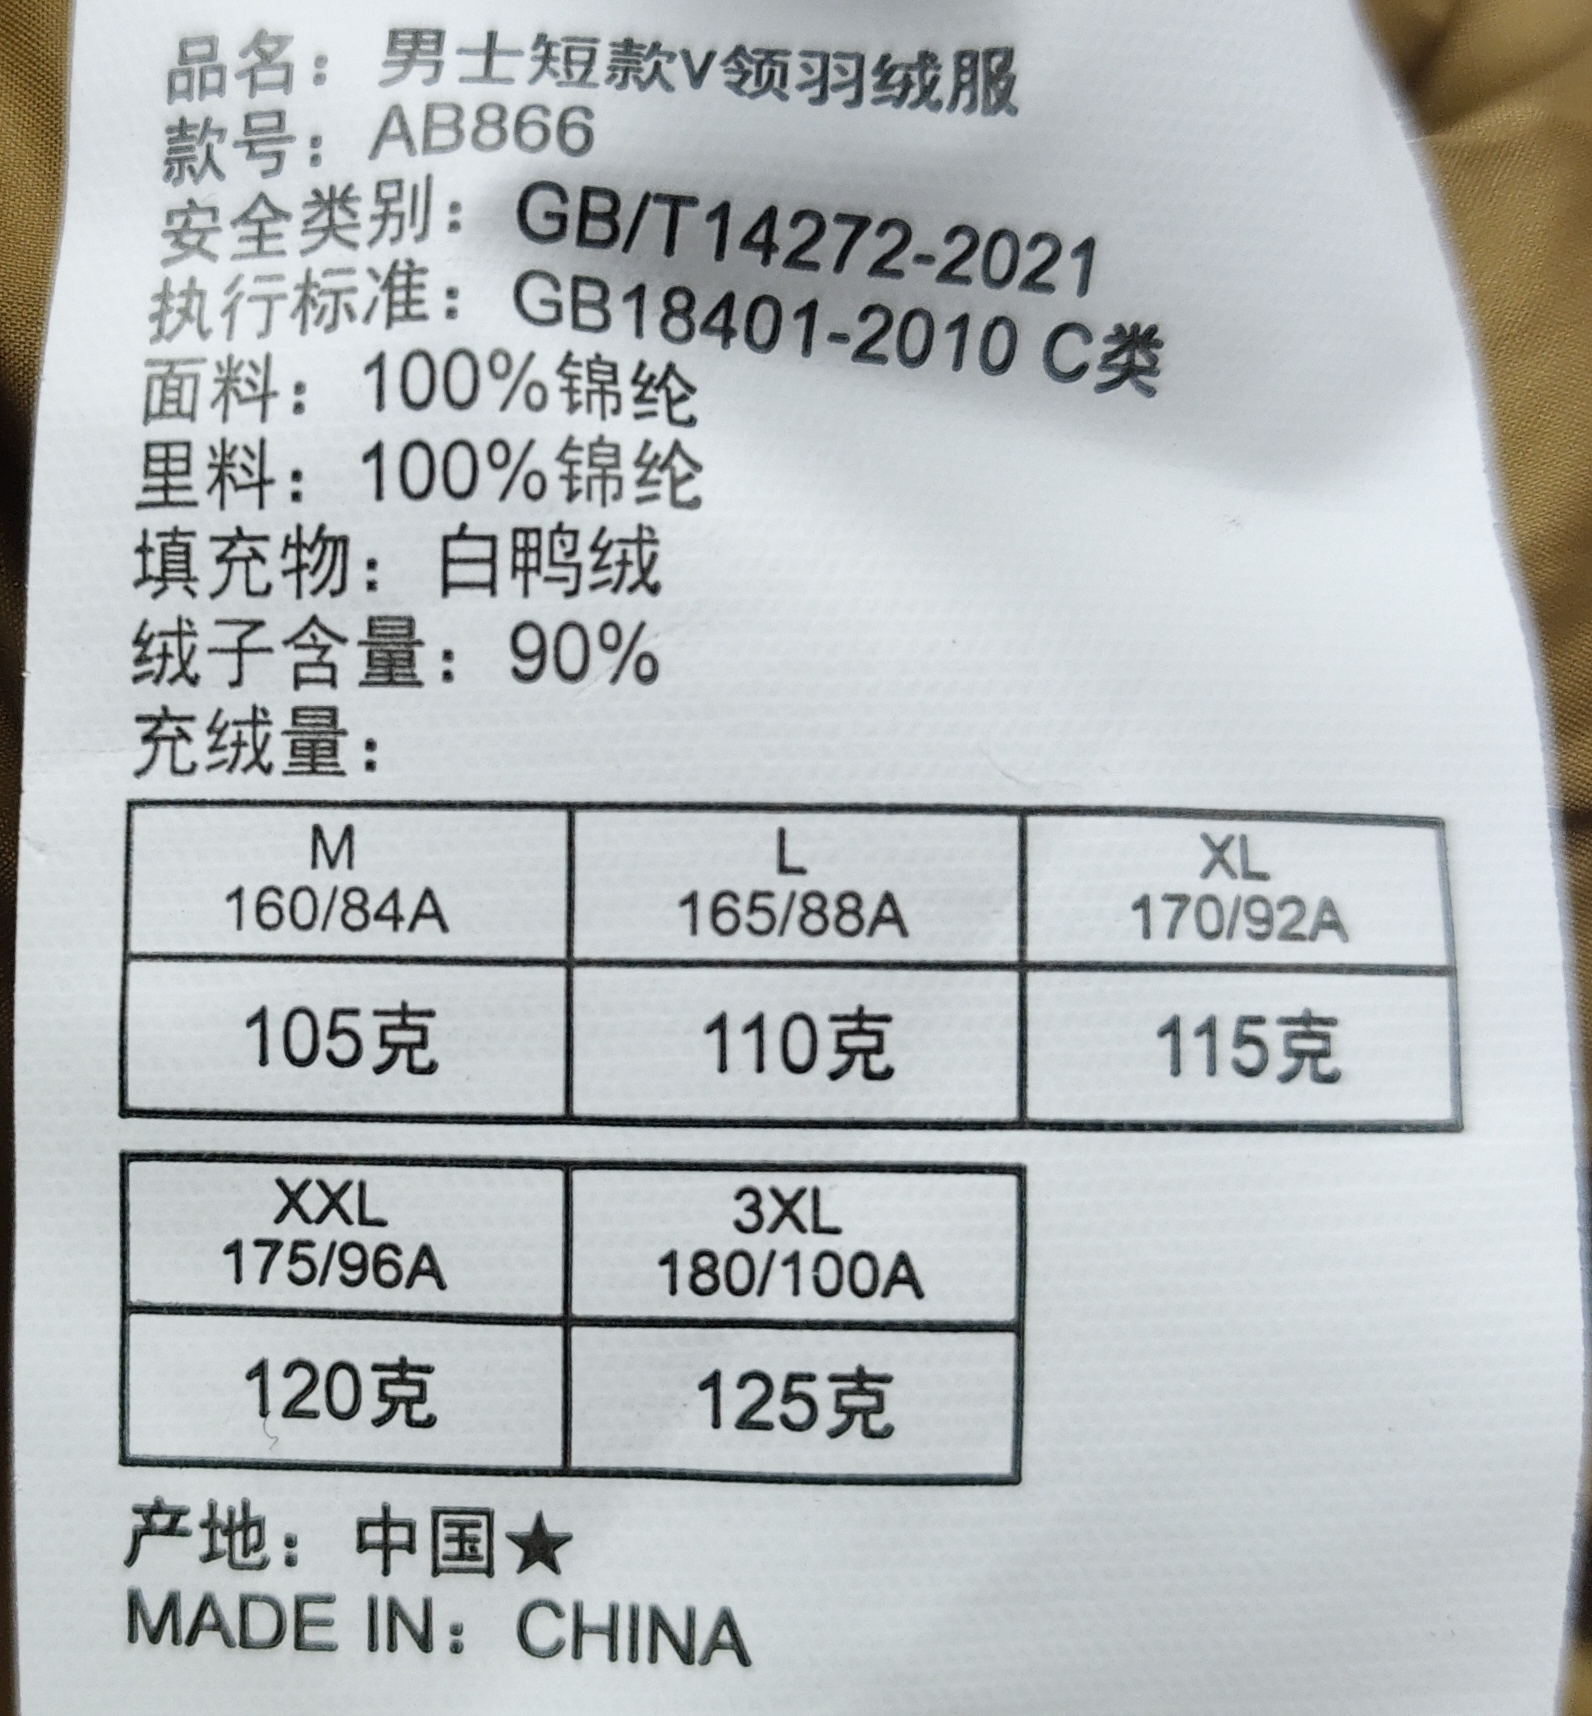 品名：男士短款V领羽绒服
款号：AB866
安全类别：GB/T14272-2021
执行标准：GB18401-2010 C类
面料：100%锦纶
里料：100%锦纶
填充物：白鸭绒
绒子含量：90%
充绒量：
M L XL
160/84A 165/88A 170/92A
105克 110克 115克
XXL 3XL
175/96A 180/100A
120克 125克
产地：中国★
MADE IN：CHINA